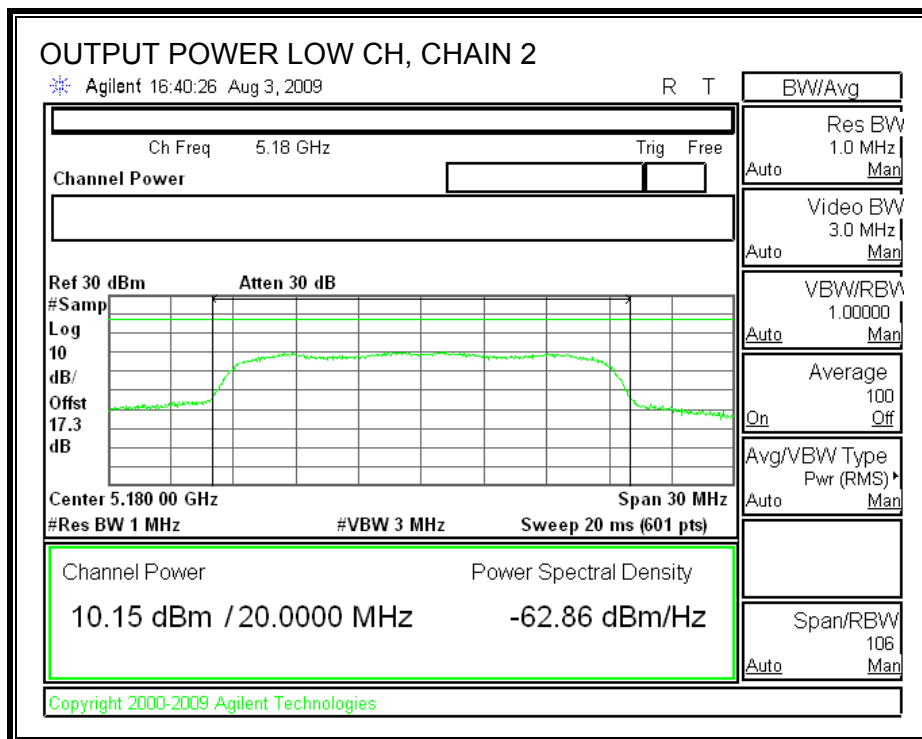 OUTPUT POWER LOW CH, CHAIN 2
Agilent 16:40:26 Aug 3, 2009 R T
Ch Freq 5.18 GHz Trig Free
Channel Power
Ref 30 dBm Atten 30 dB
#Samp
Log
10
dB/
Offst
17.3
dB
Center 5.180 00 GHz Span 30 MHz
#Res BW 1 MHz #VBW 3 MHz Sweep 20 ms (601 pts)
Channel Power Power Spectral Density
10.15 dBm / 20.0000 MHz -62.86 dBm/Hz
Copyright 2000-2009 Agilent Technologies
BW/Avg
Res BW
1.0 MHz
Auto Man
Video BW
3.0 MHz
Auto Man
VBW/RBW
1.00000
Auto Man
Average
100
On Off
Avg/VBW Type
Pwr (RMS)
Auto Man
Span/RBW
106
Auto Man